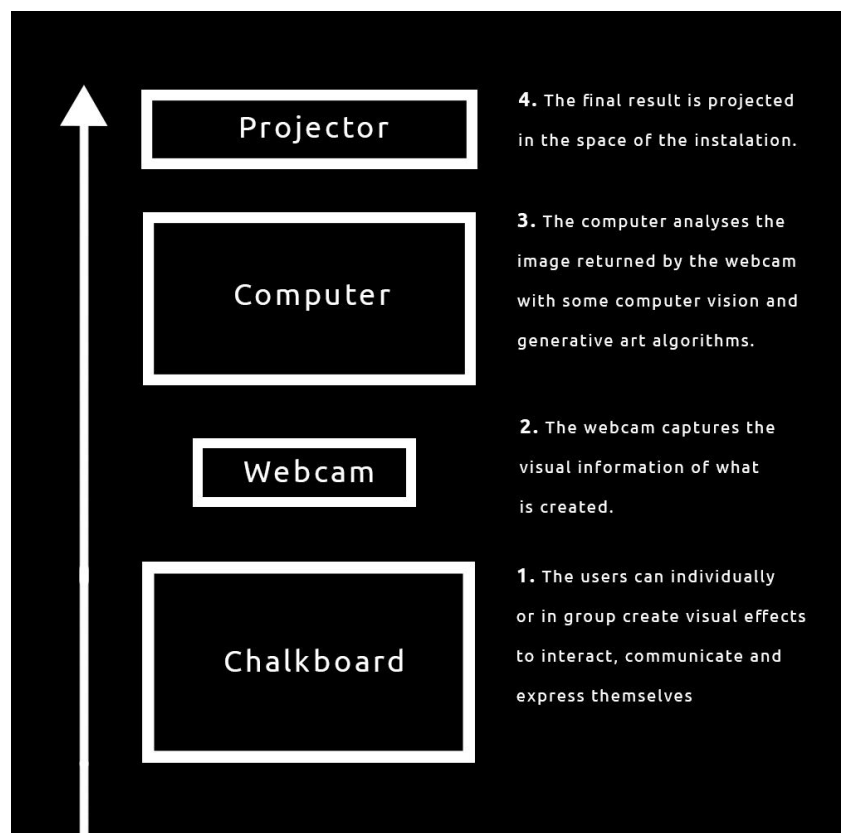 Projector
4. The final result is projected
in the space of the instalation.
Computer
3. The computer analyses the
image returned by the webcam
with some computer vision and
generative art algorithms.
Webcam
2. The webcam captures the
visual information of what
is created.
Chalkboard
1. The users can individually
or in group create visual effects
to interact, communicate and
express themselves